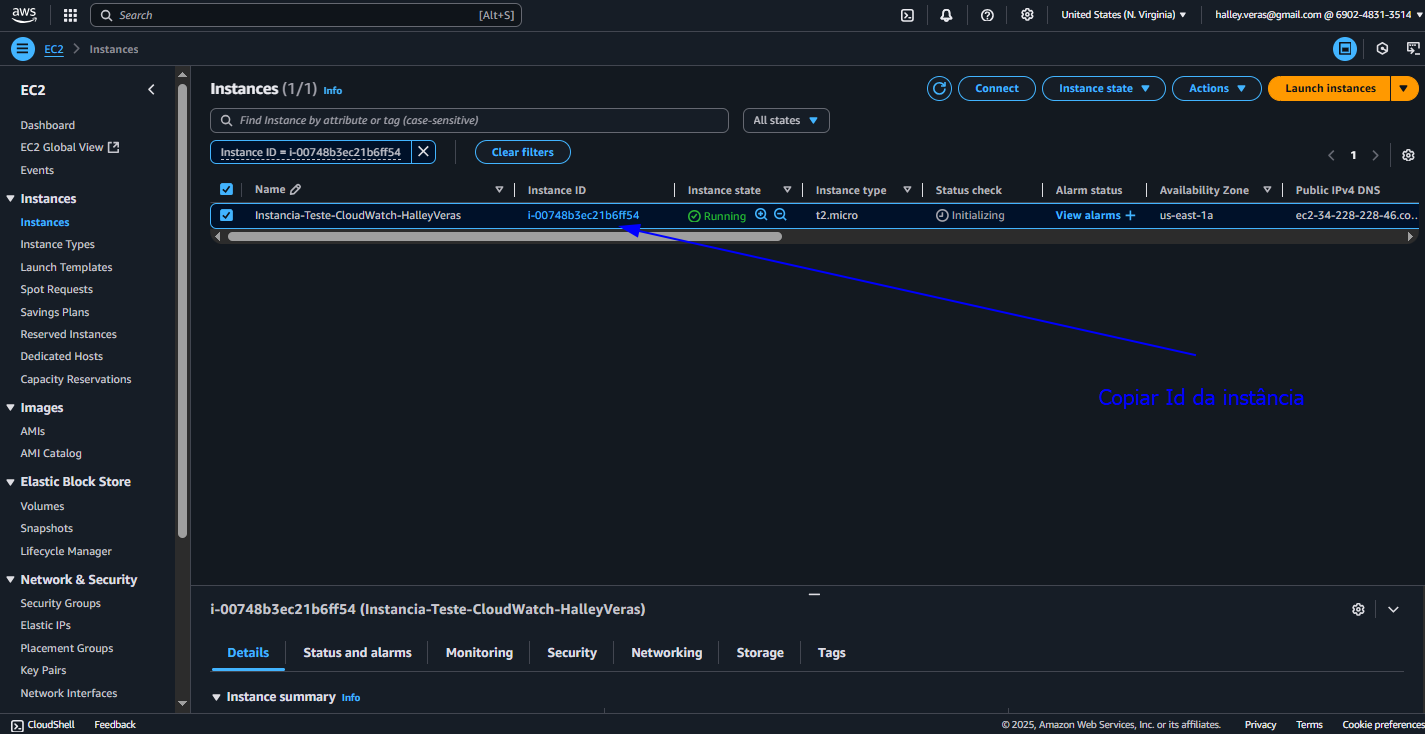 aws
Search [Alt+S]
United States (N. Virginia)
halley.veras@gmail.com @ 6902-4831-3514
EC2
Instances
EC2
Dashboard
EC2 Global View
Events
Instances
Instances
Instance Types
Launch Templates
Spot Requests
Savings Plans
Reserved Instances
Dedicated Hosts
Capacity Reservations
Images
AMIs
AMI Catalog
Elastic Block Store
Volumes
Snapshots
Lifecycle Manager
Network & Security
Security Groups
Elastic IPs
Placement Groups
Key Pairs
Network Interfaces
Instances (1/1) Info
Connect
Instance state
Actions
Launch instances
Find Instance by attribute or tag (case-sensitive)
All states
Instance ID = i-00748b3ec21b6ff54
Clear filters
1
Name Instance ID Instance state Instance type Status check Alarm status Availability Zone Public IPv4 DNS
Instancia-Teste-CloudWatch-HalleyVeras i-00748b3ec21b6ff54 Running t2.micro Initializing View alarms + us-east-1a ec2-34-228-228-46.co...
Copiar Id da instância
i-00748b3ec21b6ff54 (Instancia-Teste-CloudWatch-HalleyVeras)
Details Status and alarms Monitoring Security Networking Storage Tags
Instance summary Info
CloudShell Feedback
© 2025, Amazon Web Services, Inc. or its affiliates. Privacy Terms Cookie preferences